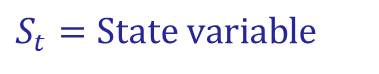 S_t = State variable